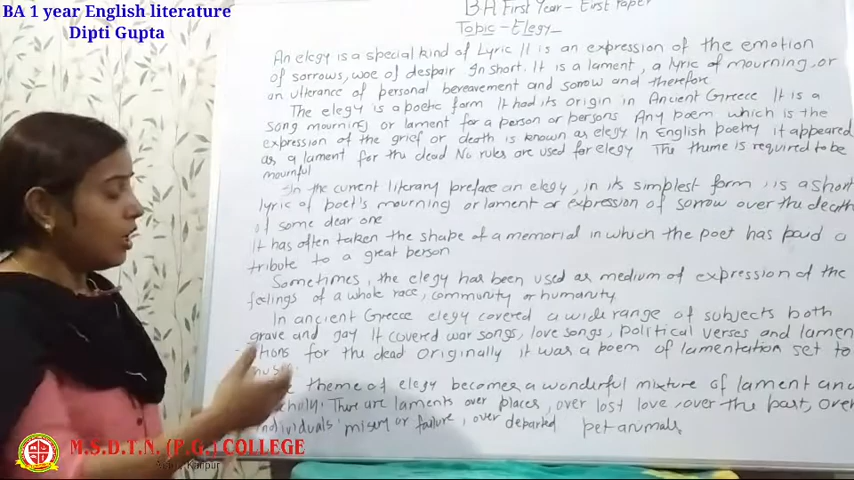 BA 1 year English literature
Dipti Gupta
BA First Year - First Paper
Topic - Elegy
An elegy is a special kind of Lyric It is an expression of the emotion
of sorrows, woe of despair In short. It is a lament, a lyric of mourning, or
an utterance of personal bereavement and sorrow and therefore
The elegy is a poetic form It had its origin in Ancient Greece It is a
song mourning or lament for a person or persons Any poem which is the
expression of the grief or death is known as elegy In English poetry it appeared
as a lament for the dead No rules are used for elegy The theme is required to be
mournful
In the current literary preface an elegy, in its simplest form, is a short
lyric of poet's mourning or lament or expression of sorrow over the death
of some dear one
It has often taken the shape of a memorial in which the poet has paid a
tribute to a great person
Sometimes, the elegy has been used as medium of expression of the
feelings of a whole race, community or humanity
In ancient Greece elegy covered a wide range of subjects both
grave and gay It covered war songs, love songs, political verses and lamen
tations for the dead Originally it was a poem of lamentation set to
theme of elegy becomes a wonderful mixture of lament and
There are laments over places, over lost love, over the past, over
individuals' misery or failure, over departed pet animals.
M.S.D.T.N. (P.G.) COLLEGE
Kanpur